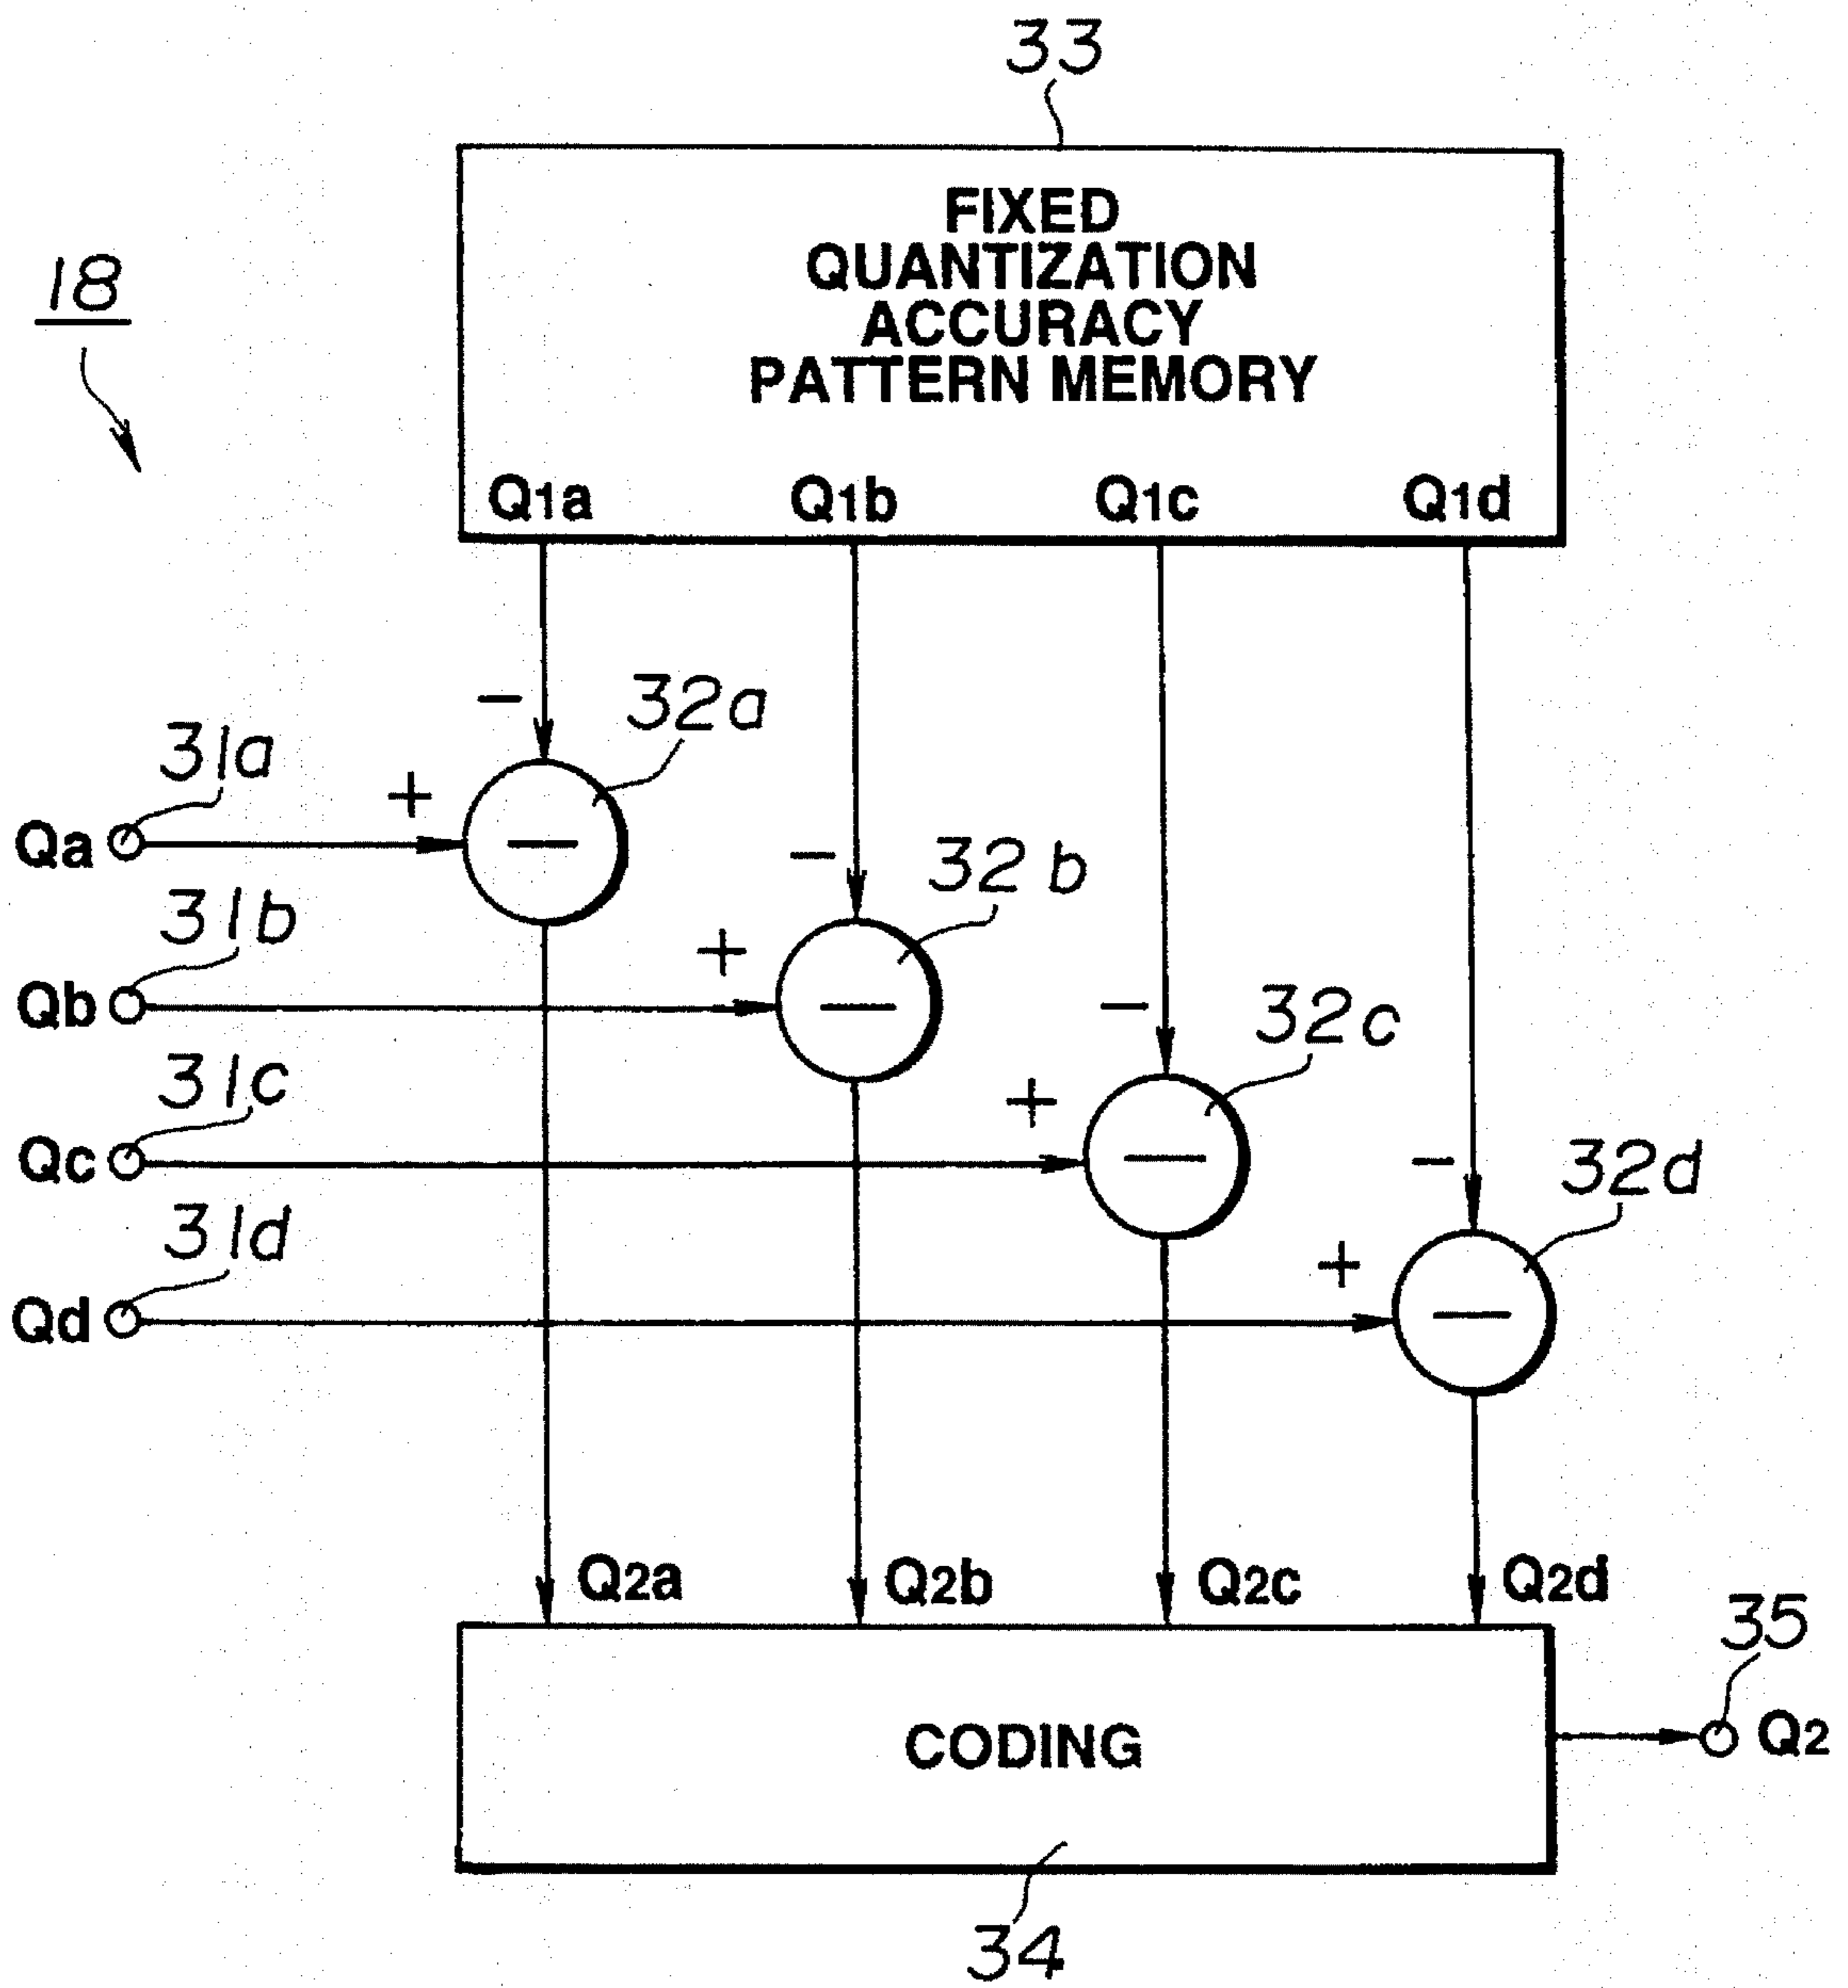 33
18
FIXED
QUANTIZATION
ACCURACY
PATTERN MEMORY
Q1a Q1b Q1c Q1d
32a
31a
Qa
+
−
−
32b
31b
Qb
+
−
−
32c
31c
Qc
+
−
−
32d
31d
Qd
+
−
−
Q2a Q2b Q2c Q2d
35
CODING
Q2
34